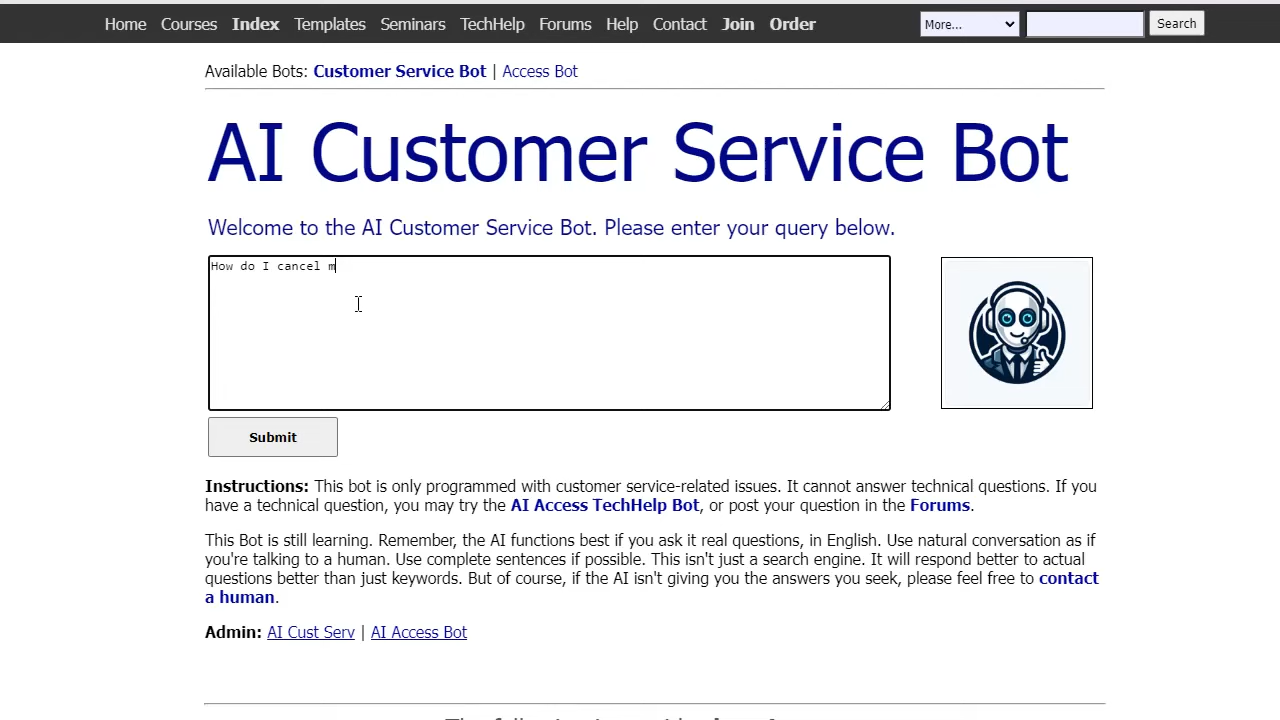 Home Courses Index Templates Seminars TechHelp Forums Help Contact Join Order More... Search
Available Bots: Customer Service Bot | Access Bot
AI Customer Service Bot
Welcome to the AI Customer Service Bot. Please enter your query below.
How do I cancel m
Submit
Instructions: This bot is only programmed with customer service-related issues. It cannot answer technical questions. If you
have a technical question, you may try the AI Access TechHelp Bot, or post your question in the Forums.
This Bot is still learning. Remember, the AI functions best if you ask it real questions, in English. Use natural conversation as if
you're talking to a human. Use complete sentences if possible. This isn't just a search engine. It will respond better to actual
questions better than just keywords. But of course, if the AI isn't giving you the answers you seek, please feel free to contact
a human.
Admin: AI Cust Serv | AI Access Bot